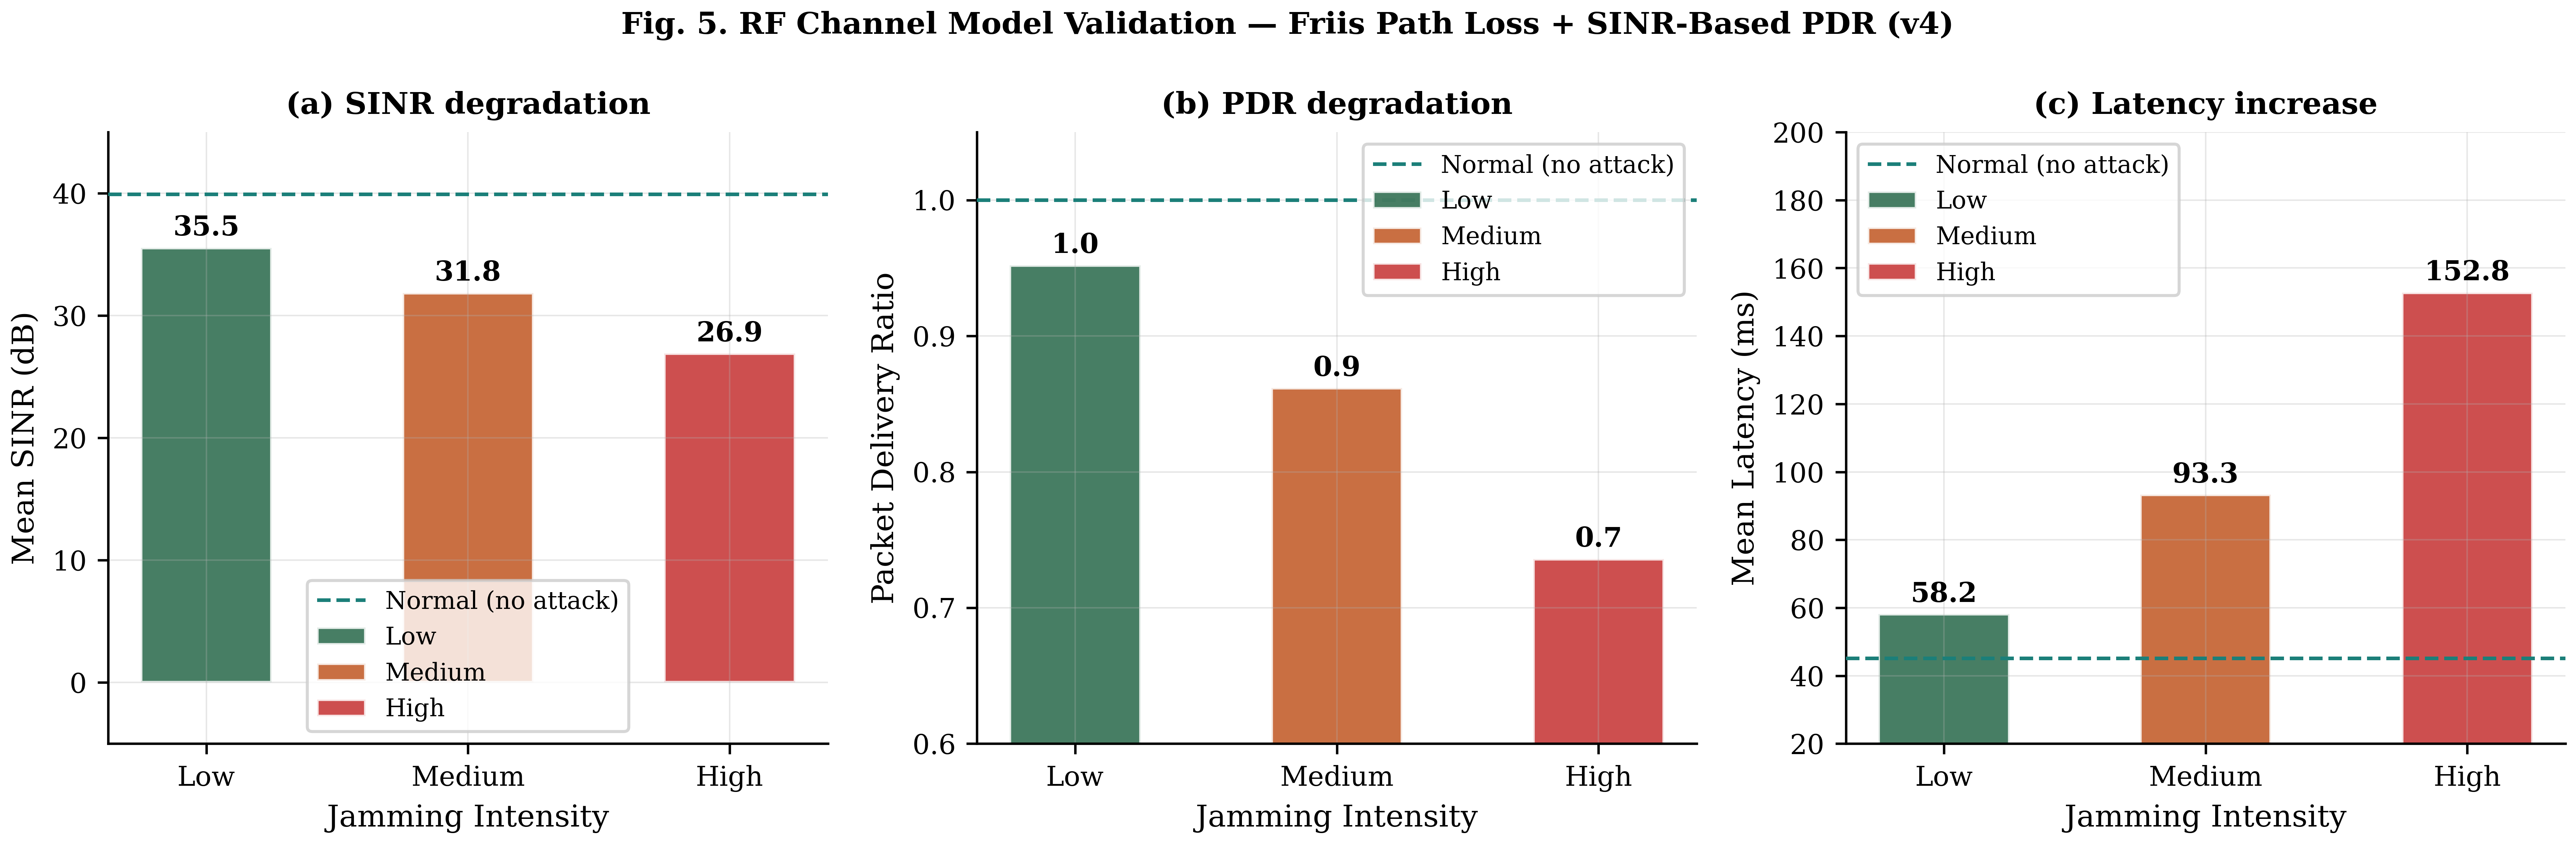 Fig. 5. RF Channel Model Validation — Friis Path Loss + SINR-Based PDR (v4)
(a) SINR degradation
Mean SINR (dB)
40
30
20
10
0
35.5
31.8
26.9
Normal (no attack)
Low
Medium
High
Low
Medium
High
Jamming Intensity
(b) PDR degradation
Packet Delivery Ratio
1.0
0.9
0.8
0.7
0.6
1.0
0.9
0.7
Normal (no attack)
Low
Medium
High
Low
Medium
High
Jamming Intensity
(c) Latency increase
Mean Latency (ms)
200
180
160
140
120
100
80
60
40
20
Normal (no attack)
Low
Medium
High
58.2
93.3
152.8
Low
Medium
High
Jamming Intensity